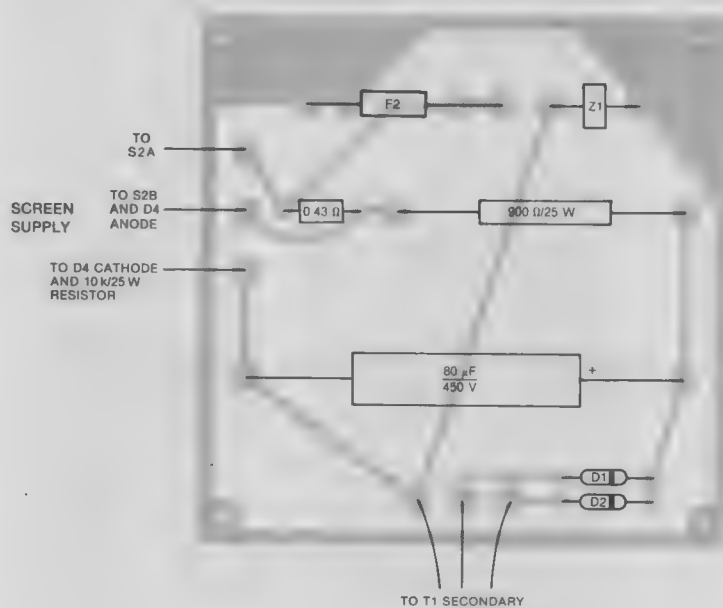 F2
Z1
TO
S2A
SCREEN
SUPPLY
TO S2B
AND D4
ANODE
0.43 Ω
900 Ω/25 W
TO D4 CATHODE
AND 10 k/25 W
RESISTOR
80 μF
450 V
+
D1
D2
TO T1 SECONDARY